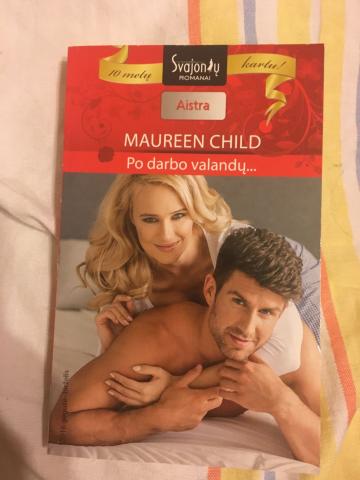 10 metų
Svajonių
ROMANAI
kartu!
Aistra
MAUREEN CHILD
Po darbo valandų...